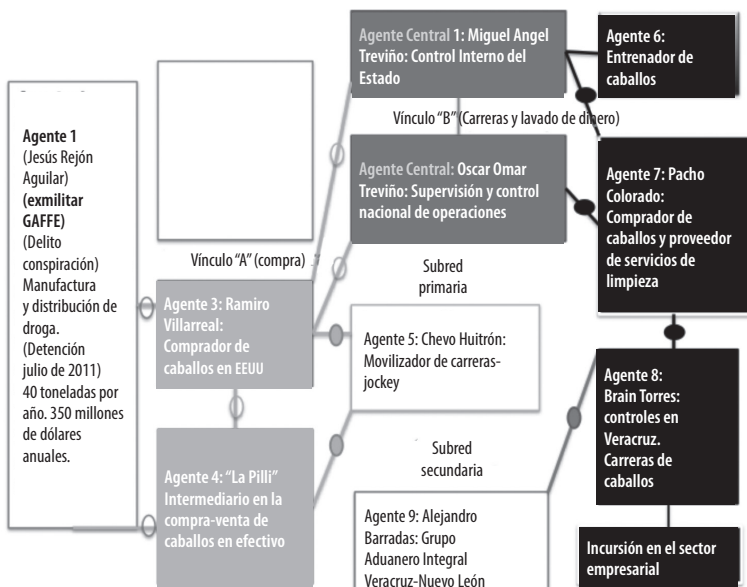 Agente 1
(Jesús Rejón
Aguilar)
(exmilitar
GAFFE)
(Delito
conspiración)
Manufactura
y distribución de
droga.
(Detención
julio de 2011)
40 toneladas por
año. 350 millones
de dólares
anuales.
Vínculo "A" (compra)
Agente 3: Ramiro
Villarreal:
Comprador de
caballos en EEUU
Agente 4: "La Pilli"
Intermediario en la
compra-venta de
caballos en efectivo
Agente Central 1: Miguel Angel
Treviño: Control Interno del
Estado
Vínculo "B" (Carreras y lavado de dinero)
Agente Central: Oscar Omar
Treviño: Supervisión y control
nacional de operaciones
Subred
primaria
Agente 5: Chevo Huitrón:
Movilizador de carreras-
jockey
Subred
secundaria
Agente 9: Alejandro
Barradas: Grupo
Aduanero Integral
Veracruz-Nuevo León
Agente 6:
Entrenador de
caballos
Agente 7: Pacho
Colorado:
Comprador de
caballos y proveedor
de servicios de
limpieza
Agente 8:
Brain Torres:
controles en
Veracruz.
Carreras de
caballos
Incursión en el sector
empresarial